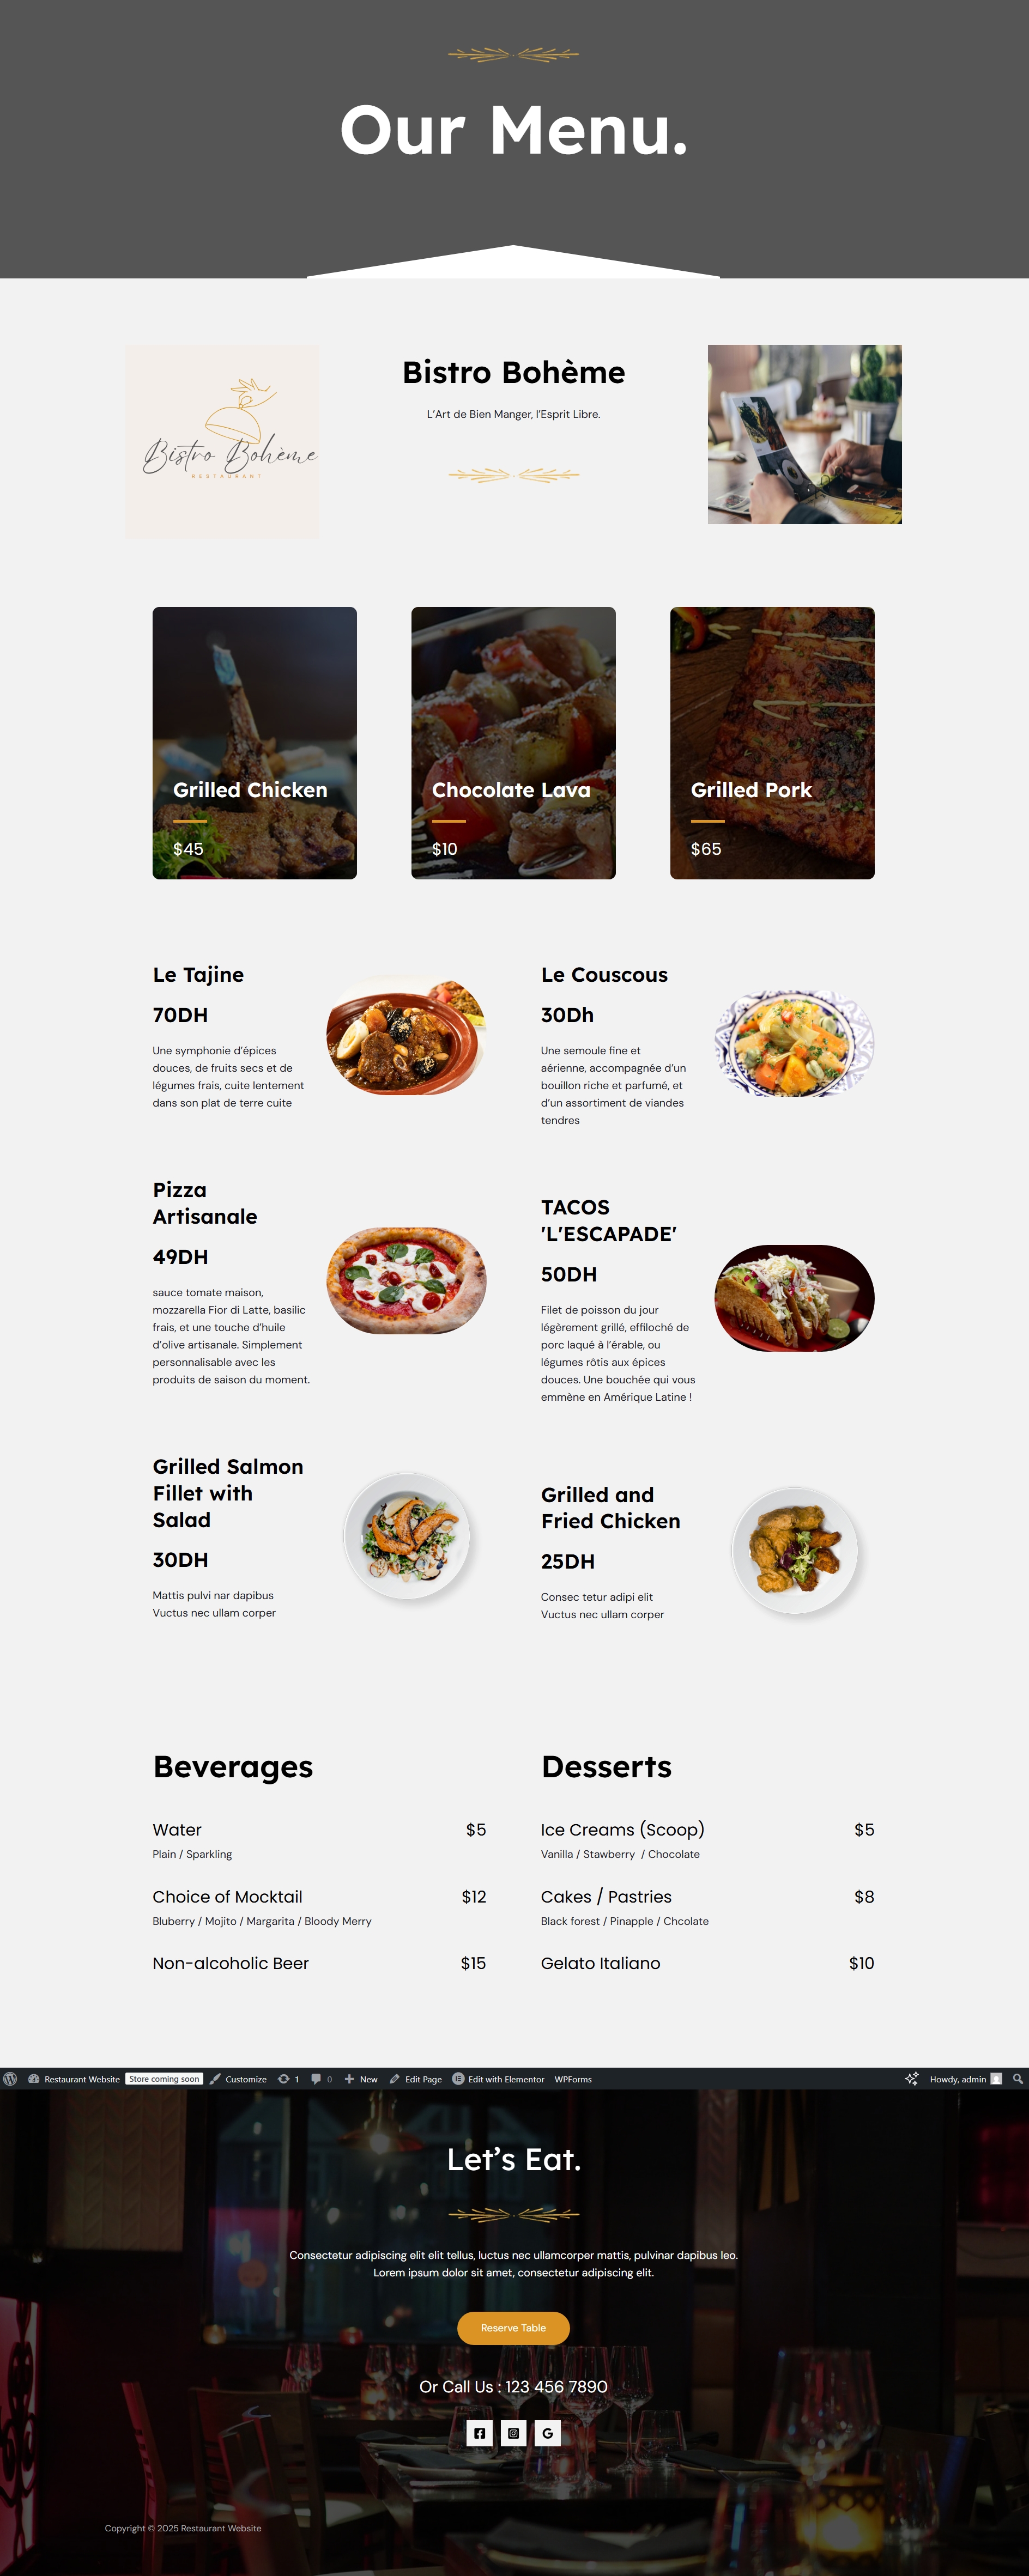 Our Menu.
Bistro Bohème
RESTAURANT
Bistro Bohème
L'Art de Bien Manger, l'Esprit Libre.
Grilled Chicken
$45
Chocolate Lava
$10
Grilled Pork
$65
Le Tajine
70DH
Une symphonie d'épices
douces, de fruits secs et de
légumes frais, cuite lentement
dans son plat de terre cuite
Le Couscous
30Dh
Une semoule fine et
aérienne, accompagnée d'un
bouillon riche et parfumé, et
d'un assortiment de viandes
tendres
Pizza
Artisanale
49DH
sauce tomate maison,
mozzarella Fior di Latte, basilic
frais, et une touche d'huile
d'olive artisanale. Simplement
personnalisable avec les
produits de saison du moment.
TACOS
'L'ESCAPADE'
50DH
Filet de poisson du jour
légèrement grillé, effiloché de
porc laqué à l'érable, ou
légumes rôtis aux épices
douces. Une bouchée qui vous
emmène en Amérique Latine !
Grilled Salmon
Fillet with
Salad
30DH
Mattis pulvi nar dapibus
Vuctus nec ullam corper
Grilled and
Fried Chicken
25DH
Consec tetur adipi elit
Vuctus nec ullam corper
Beverages
Water $5
Plain / Sparkling
Choice of Mocktail $12
Bluberry / Mojito / Margarita / Bloody Merry
Non-alcoholic Beer $15
Desserts
Ice Creams (Scoop) $5
Vanilla / Stawberry / Chocolate
Cakes / Pastries $8
Black forest / Pinapple / Chcolate
Gelato Italiano $10
Restaurant Website Store coming soon Customize 1 0 New Edit Page Edit with Elementor WPForms Howdy, admin
Let's Eat.
Consectetur adipiscing elit elit tellus, luctus nec ullamcorper mattis, pulvinar dapibus leo.
Lorem ipsum dolor sit amet, consectetur adipiscing elit.
Reserve Table
Or Call Us : 123 456 7890
Copyright © 2025 Restaurant Website